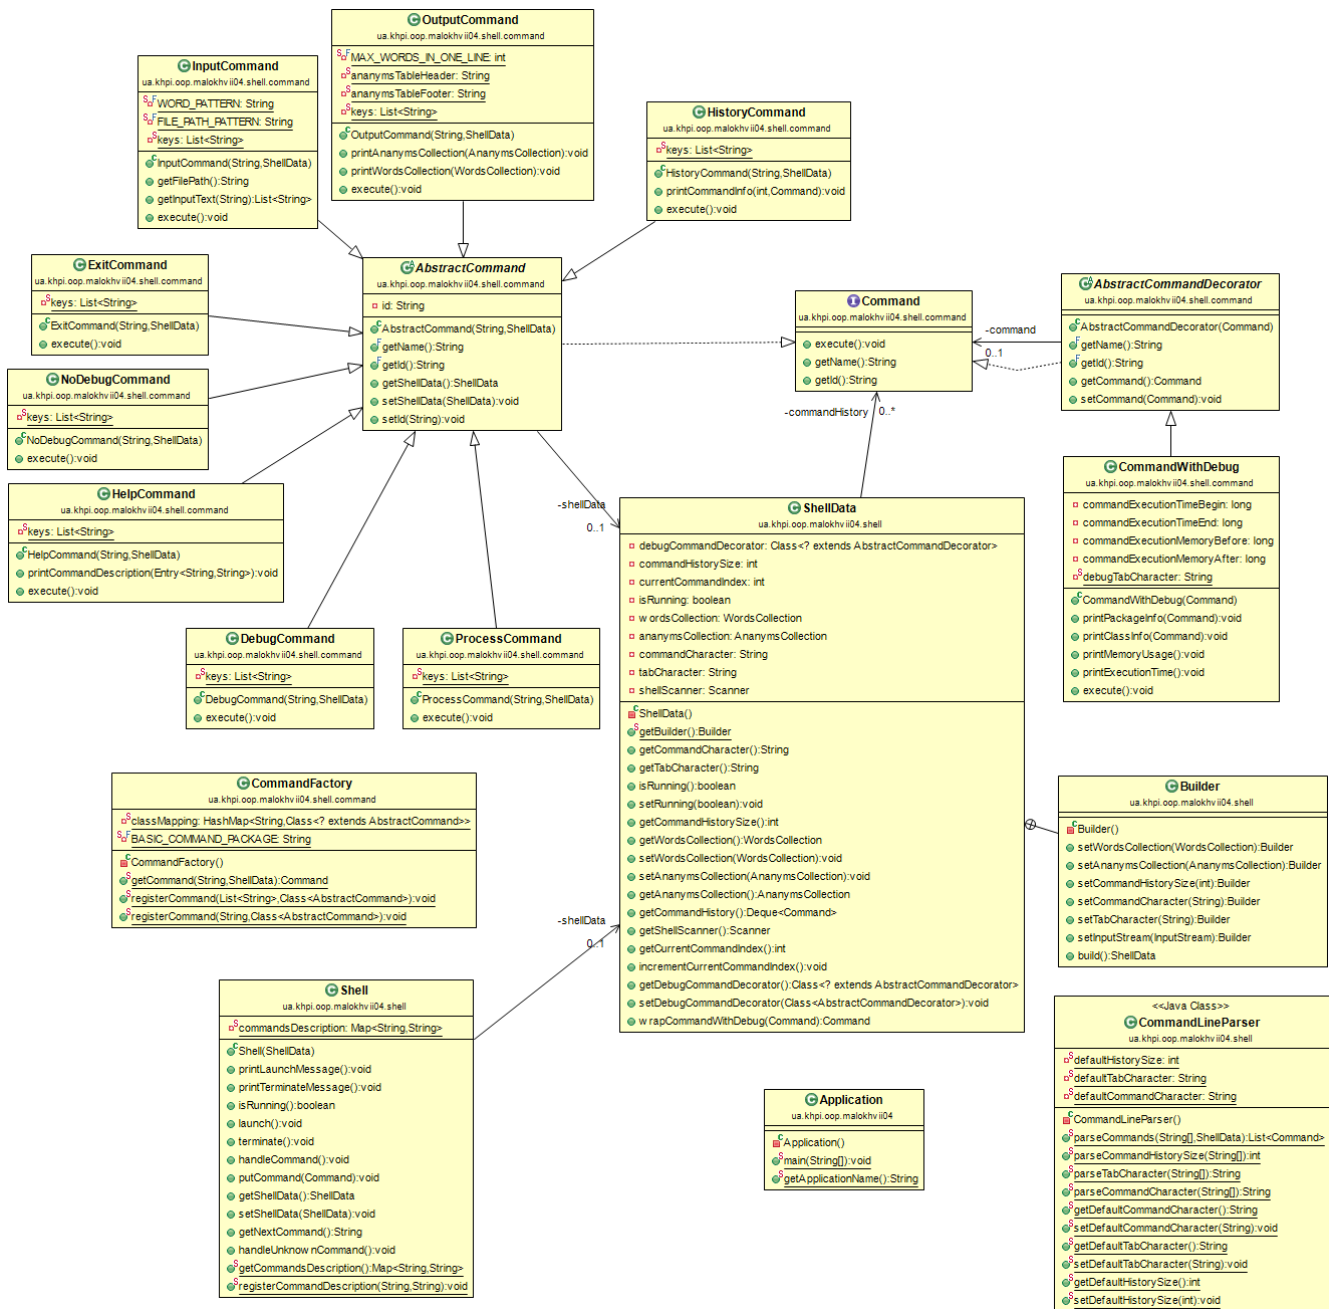 OutputCommand
ua.khpi.oop.malokhvii04.shell.command
MAX_WORDS_IN_ONE_LINE: int
ananymsTableHeader: String
ananymsTableFooter: String
keys: List<String>
OutputCommand(String,ShellData)
printAnanymsCollection(AnanymsCollection):void
printWordsCollection(WordsCollection):void
execute():void
InputCommand
ua.khpi.oop.malokhvii04.shell.command
WORD_PATTERN: String
FILE_PATH_PATTERN: String
keys: List<String>
InputCommand(String,ShellData)
getFilePath():String
getInputText(String):List<String>
execute():void
HistoryCommand
ua.khpi.oop.malokhvii04.shell.command
keys: List<String>
HistoryCommand(String,ShellData)
printCommandInfo(int,Command):void
execute():void
ExitCommand
ua.khpi.oop.malokhvii04.shell.command
keys: List<String>
ExitCommand(String,ShellData)
execute():void
AbstractCommand
ua.khpi.oop.malokhvii04.shell.command
id: String
AbstractCommand(String,ShellData)
getName():String
getId():String
getShellData():ShellData
setShellData(ShellData):void
setId(String):void
Command
ua.khpi.oop.malokhvii04.shell.command
execute():void
getName():String
getId():String
-command
0..1
AbstractCommandDecorator
ua.khpi.oop.malokhvii04.shell.command
AbstractCommandDecorator(Command)
getName():String
getId():String
getCommand():Command
setCommand(Command):void
NoDebugCommand
ua.khpi.oop.malokhvii04.shell.command
keys: List<String>
NoDebugCommand(String,ShellData)
execute():void
-commandHistory
0..*
HelpCommand
ua.khpi.oop.malokhvii04.shell.command
keys: List<String>
HelpCommand(String,ShellData)
printCommandDescription(Entry<String,String>):void
execute():void
-shellData
0..1
CommandWithDebug
ua.khpi.oop.malokhvii04.shell.command
commandExecutionTimeBegin: long
commandExecutionTimeEnd: long
commandExecutionMemoryBefore: long
commandExecutionMemoryAfter: long
debugTabCharacter: String
CommandWithDebug(Command)
printPackageInfo(Command):void
printClassInfo(Command):void
printMemoryUsage():void
printExecutionTime():void
execute():void
ShellData
ua.khpi.oop.malokhvii04.shell
debugCommandDecorator: Class<? extends AbstractCommandDecorator>
commandHistorySize: int
currentCommandIndex: int
isRunning: boolean
wordsCollection: WordsCollection
ananymsCollection: AnanymsCollection
commandCharacter: String
tabCharacter: String
shellScanner: Scanner
ShellData()
getBuilder():Builder
getCommandCharacter():String
getTabCharacter():String
isRunning():boolean
setRunning(boolean):void
getCommandHistorySize():int
getWordsCollection():WordsCollection
setWordsCollection(WordsCollection):void
setAnanymsCollection(AnanymsCollection):void
getAnanymsCollection():AnanymsCollection
getCommandHistory():Deque<Command>
getShellScanner():Scanner
getCurrentCommandIndex():int
incrementCurrentCommandIndex():void
getDebugCommandDecorator():Class<? extends AbstractCommandDecorator>
setDebugCommandDecorator(Class<AbstractCommandDecorator>):void
wrapCommandWithDebug(Command):Command
DebugCommand
ua.khpi.oop.malokhvii04.shell.command
keys: List<String>
DebugCommand(String,ShellData)
execute():void
ProcessCommand
ua.khpi.oop.malokhvii04.shell.command
keys: List<String>
ProcessCommand(String,ShellData)
execute():void
CommandFactory
ua.khpi.oop.malokhvii04.shell.command
classMapping: HashMap<String,Class<? extends AbstractCommand>>
BASIC_COMMAND_PACKAGE: String
CommandFactory()
getCommand(String,ShellData):Command
registerCommand(List<String>,Class<AbstractCommand>):void
registerCommand(String,Class<AbstractCommand>):void
Builder
ua.khpi.oop.malokhvii04.shell
Builder()
setWordsCollection(WordsCollection):Builder
setAnanymsCollection(AnanymsCollection):Builder
setCommandHistorySize(int):Builder
setCommandCharacter(String):Builder
setTabCharacter(String):Builder
setInputStream(InputStream):Builder
build():ShellData
-shellData
0..1
Shell
ua.khpi.oop.malokhvii04.shell
commandsDescription: Map<String,String>
Shell(ShellData)
printLaunchMessage():void
printTerminateMessage():void
isRunning():boolean
launch():void
terminate():void
handleCommand():void
putCommand(Command):void
getShellData():ShellData
setShellData(ShellData):void
getNextCommand():String
handleUnknownCommand():void
getCommandsDescription():Map<String,String>
registerCommandDescription(String,String):void
Application
ua.khpi.oop.malokhvii04
Application()
main(String[]):void
getApplicationName():String
<<Java Class>>
CommandLineParser
ua.khpi.oop.malokhvii04.shell
defaultHistorySize: int
defaultTabCharacter: String
defaultCommandCharacter: String
CommandLineParser()
parseCommands(String[],ShellData):List<Command>
parseCommandHistorySize(String[]):int
parseTabCharacter(String[]):String
parseCommandCharacter(String[]):String
getDefaultCommandCharacter():String
setDefaultCommandCharacter(String):void
getDefaultTabCharacter():String
setDefaultTabCharacter(String):void
getDefaultHistorySize():int
setDefaultHistorySize(int):void